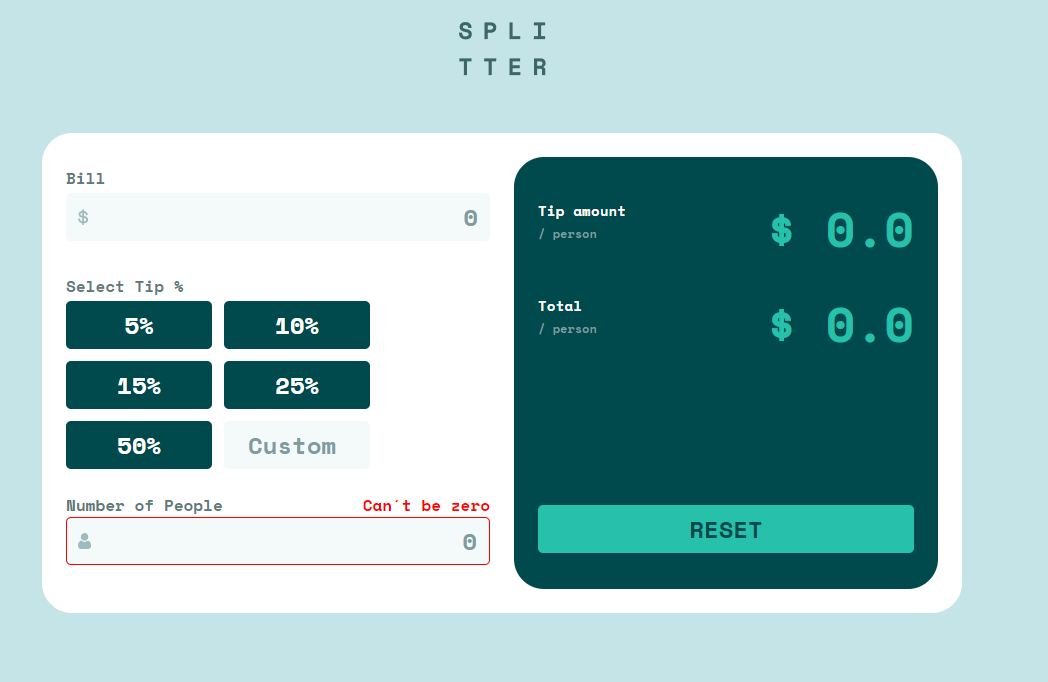 SPLI
TTER
Bill
$ 0
Select Tip %
5% 10%
15% 25%
50% Custom
Number of People Can´t be zero
0
Tip amount
/ person
$ 0.0
Total
/ person
$ 0.0
RESET